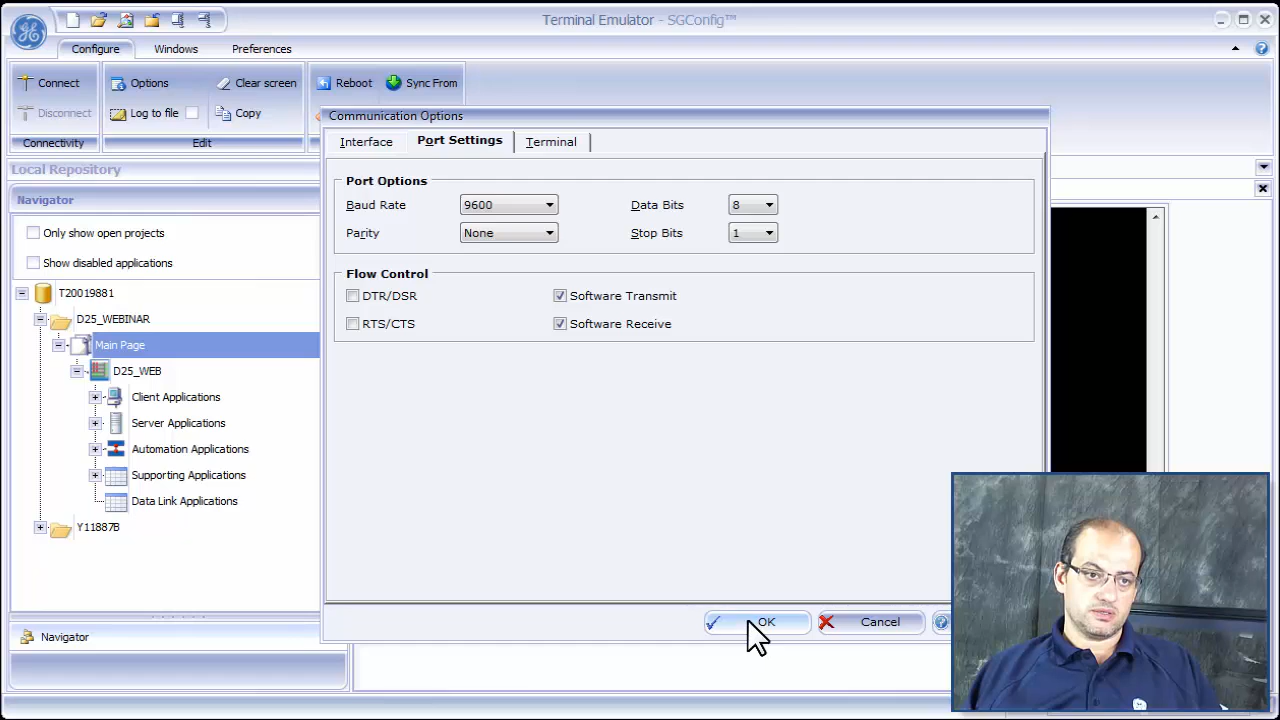 Terminal Emulator - SGConfig™
Configure Windows Preferences
Connect Options Clear screen Reboot Sync From
Disconnect Log to file Copy
Connectivity Edit
Communication Options
Interface Port Settings Terminal
Local Repository
Navigator
Only show open projects
Show disabled applications
T20019881
D25_WEBINAR
Main Page
D25_WEB
Client Applications
Server Applications
Automation Applications
Supporting Applications
Data Link Applications
Y11887B
Navigator
Port Options
Baud Rate 9600 Data Bits 8
Parity None Stop Bits 1
Flow Control
DTR/DSR Software Transmit
RTS/CTS Software Receive
OK Cancel